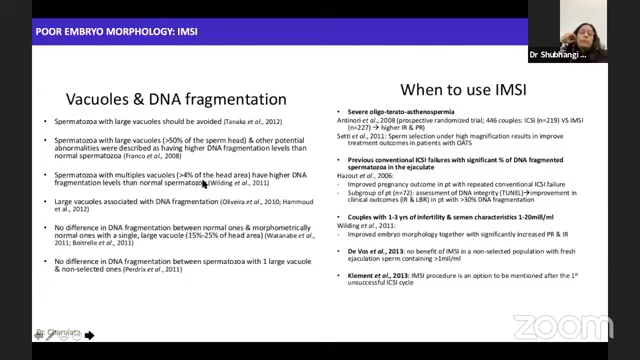 POOR EMBRYO MORPHOLOGY: IMSI
Dr Shubhangi
Vacuoles & DNA fragmentation
• Spermatozoa with large vacuoles should be avoided (Tanaka et al., 2012)
• Spermatozoa with large vacuoles (>50% of the sperm head) & other potential
abnormalities were described as having higher DNA fragmentation levels than
normal spermatozoa (Franco et al., 2008)
• Spermatozoa with multiples vacuoles (>4% of the head area) have higher DNA
fragmentation levels than normal spermatozoa (Wilding et al., 2011)
• Large vacuoles associated with DNA fragmentation (Oliveira et al., 2010; Hammoud
et al., 2012)
• No difference in DNA fragmentation between normal ones & morphometrically
normal ones with a single, large vacuole (15%-25% of head area) (Watanabe et al.,
2011; Boitrelle et al., 2011)
• No difference in DNA fragmentation between spermatozoa with 1 large vacuole
& non-selected ones (Perdrix et al., 2011)
When to use IMSI
• Severe oligo-terato-asthenospermia
Antinori et al., 2008 (prospective randomized trial; 446 couples: ICSI (n=219) VS IMSI
(n=227) → higher IR & PR)
Setti et al., 2011: Sperm selection under high magnification results in improve
treatment outcomes in patients with OATS
• Previous conventional ICSI failures with significant % of DNA fragmented
spermatozoa in the ejaculate
Hazout et al., 2006:
- Improved pregnancy outcome in pt with repeated conventional ICSI failure
- Subgroup of pt (n=72): assessment of DNA integrity (TUNEL)→improvement in
clinical outcomes (IR & LBR) in pt with >30% DNA fragmentation
• Couples with 1-3 yrs of infertility & semen characteristics 1-20mill/ml
Wilding et al., 2011:
- Improved embryo morphology together with significantly increased PR & IR
• De Vos et al., 2013: no benefit of IMSI in a non-selected population with fresh
ejaculation sperm containing >1mil/ml
• Klement et al., 2013: IMSI procedure is an option to be mentioned after the 1st
unsuccessful ICSI cycle
Dr. Charulata
zoom